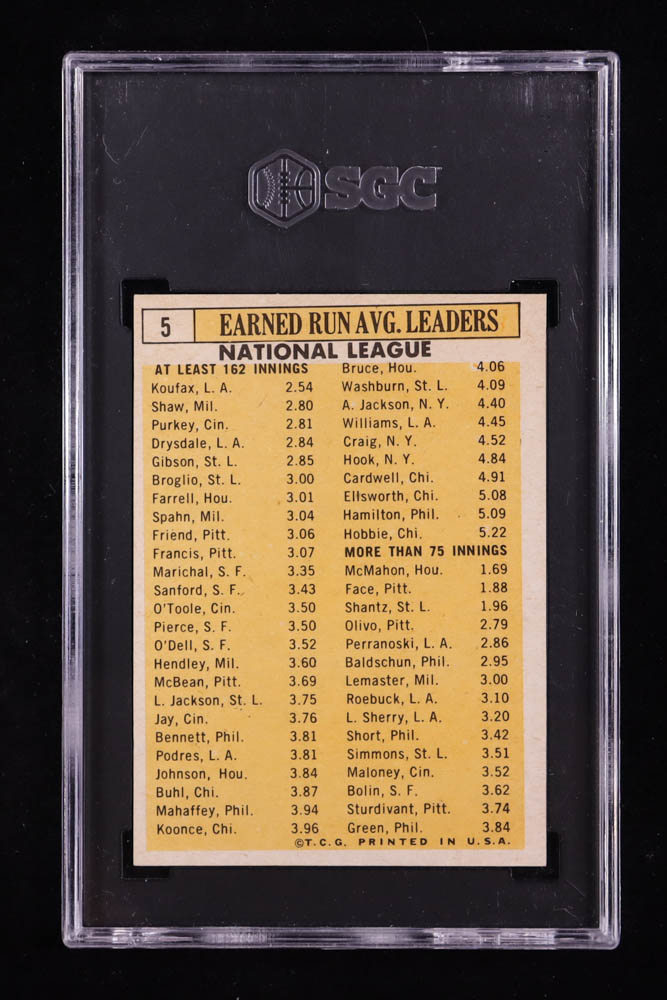 SGC
5 EARNED RUN AVG. LEADERS
NATIONAL LEAGUE
AT LEAST 162 INNINGS
Koufax, L. A. 2.54
Shaw, Mil. 2.80
Purkey, Cin. 2.81
Drysdale, L. A. 2.84
Gibson, St. L. 2.85
Broglio, St. L. 3.00
Farrell, Hou. 3.01
Spahn, Mil. 3.04
Friend, Pitt. 3.06
Francis, Pitt. 3.07
Marichal, S. F. 3.35
Sanford, S. F. 3.43
O'Toole, Cin. 3.50
Pierce, S. F. 3.50
O'Dell, S. F. 3.52
Hendley, Mil. 3.60
McBean, Pitt. 3.69
L. Jackson, St. L. 3.75
Jay, Cin. 3.76
Bennett, Phil. 3.81
Podres, L. A. 3.81
Johnson, Hou. 3.84
Buhl, Chi. 3.87
Mahaffey, Phil. 3.94
Koonce, Chi. 3.96
Bruce, Hou. 4.06
Washburn, St. L. 4.09
A. Jackson, N. Y. 4.40
Williams, L. A. 4.45
Craig, N. Y. 4.52
Hook, N. Y. 4.84
Cardwell, Chi. 4.91
Ellsworth, Chi. 5.08
Hamilton, Phil. 5.09
Hobbie, Chi. 5.22
MORE THAN 75 INNINGS
McMahon, Hou. 1.69
Face, Pitt. 1.88
Shantz, St. L. 1.96
Olivo, Pitt. 2.79
Perranoski, L. A. 2.86
Baldschun, Phil. 2.95
Lemaster, Mil. 3.00
Roebuck, L. A. 3.10
L. Sherry, L. A. 3.20
Short, Phil. 3.42
Simmons, St. L. 3.51
Maloney, Cin. 3.52
Bolin, S. F. 3.62
Sturdivant, Pitt. 3.74
Green, Phil. 3.84
©T.C.G. PRINTED IN U.S.A.